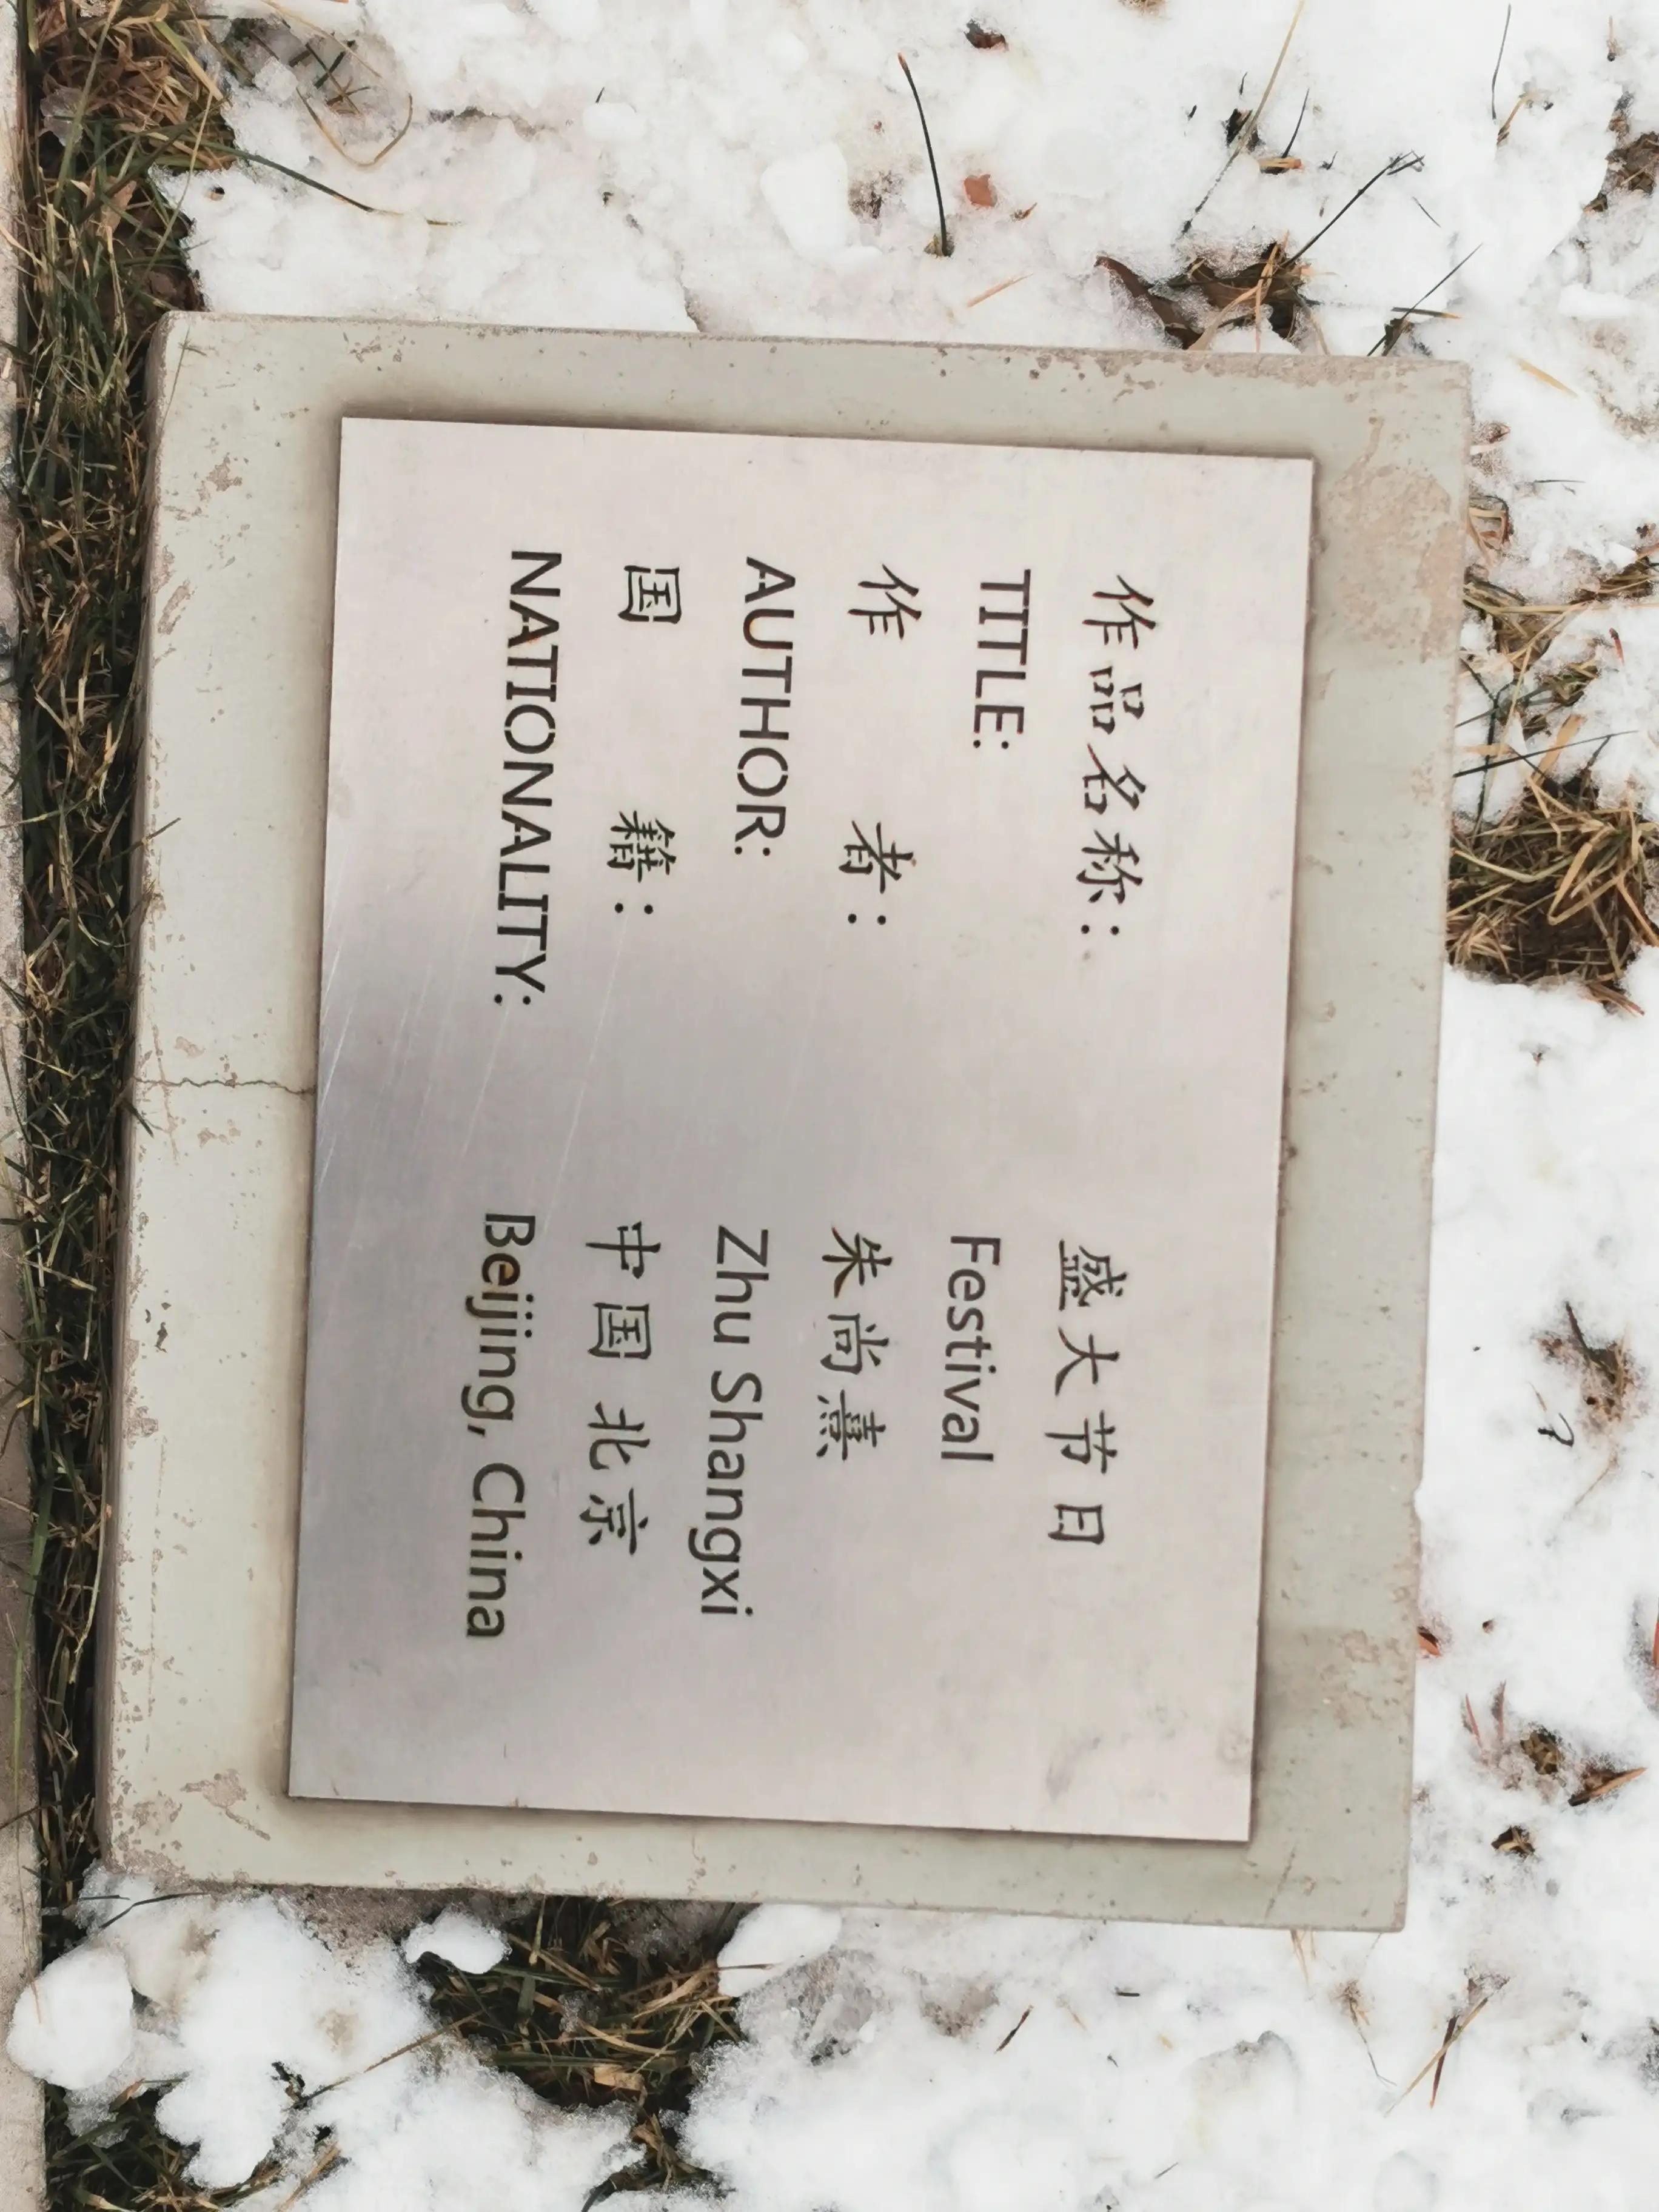 作品名称： 盛大节日
TITLE: Festival
作 者： 朱尚熹
AUTHOR: Zhu Shangxi
国 籍： 中国 北京
NATIONALITY: Beijing, China